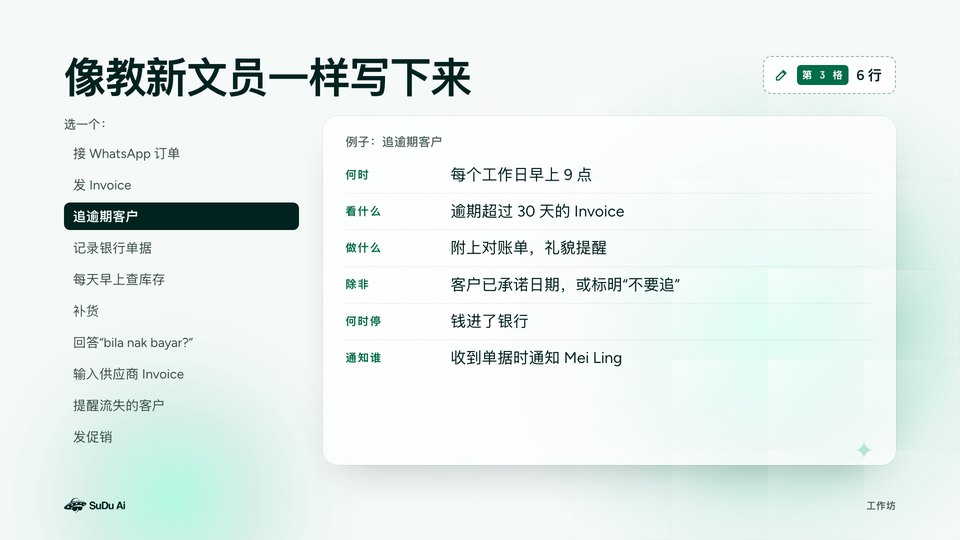 像教新文员一样写下来
第 3 格 6 行
选一个：
接 WhatsApp 订单
发 Invoice
追逾期客户
记录银行单据
每天早上查库存
补货
回答“bila nak bayar?”
输入供应商 Invoice
提醒流失的客户
发促销
例子：追逾期客户
何时 每个工作日早上 9 点
看什么 逾期超过 30 天的 Invoice
做什么 附上对账单，礼貌提醒
除非 客户已承诺日期，或标明“不要追”
何时停 钱进了银行
通知谁 收到单据时通知 Mei Ling
SuDu Ai
工作坊